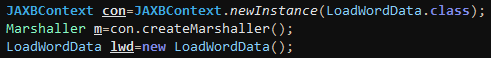 JAXBContext con=JAXBContext.newInstance(LoadWordData.class);
Marshaller m=con.createMarshaller();
LoadWordData lwd=new LoadWordData();